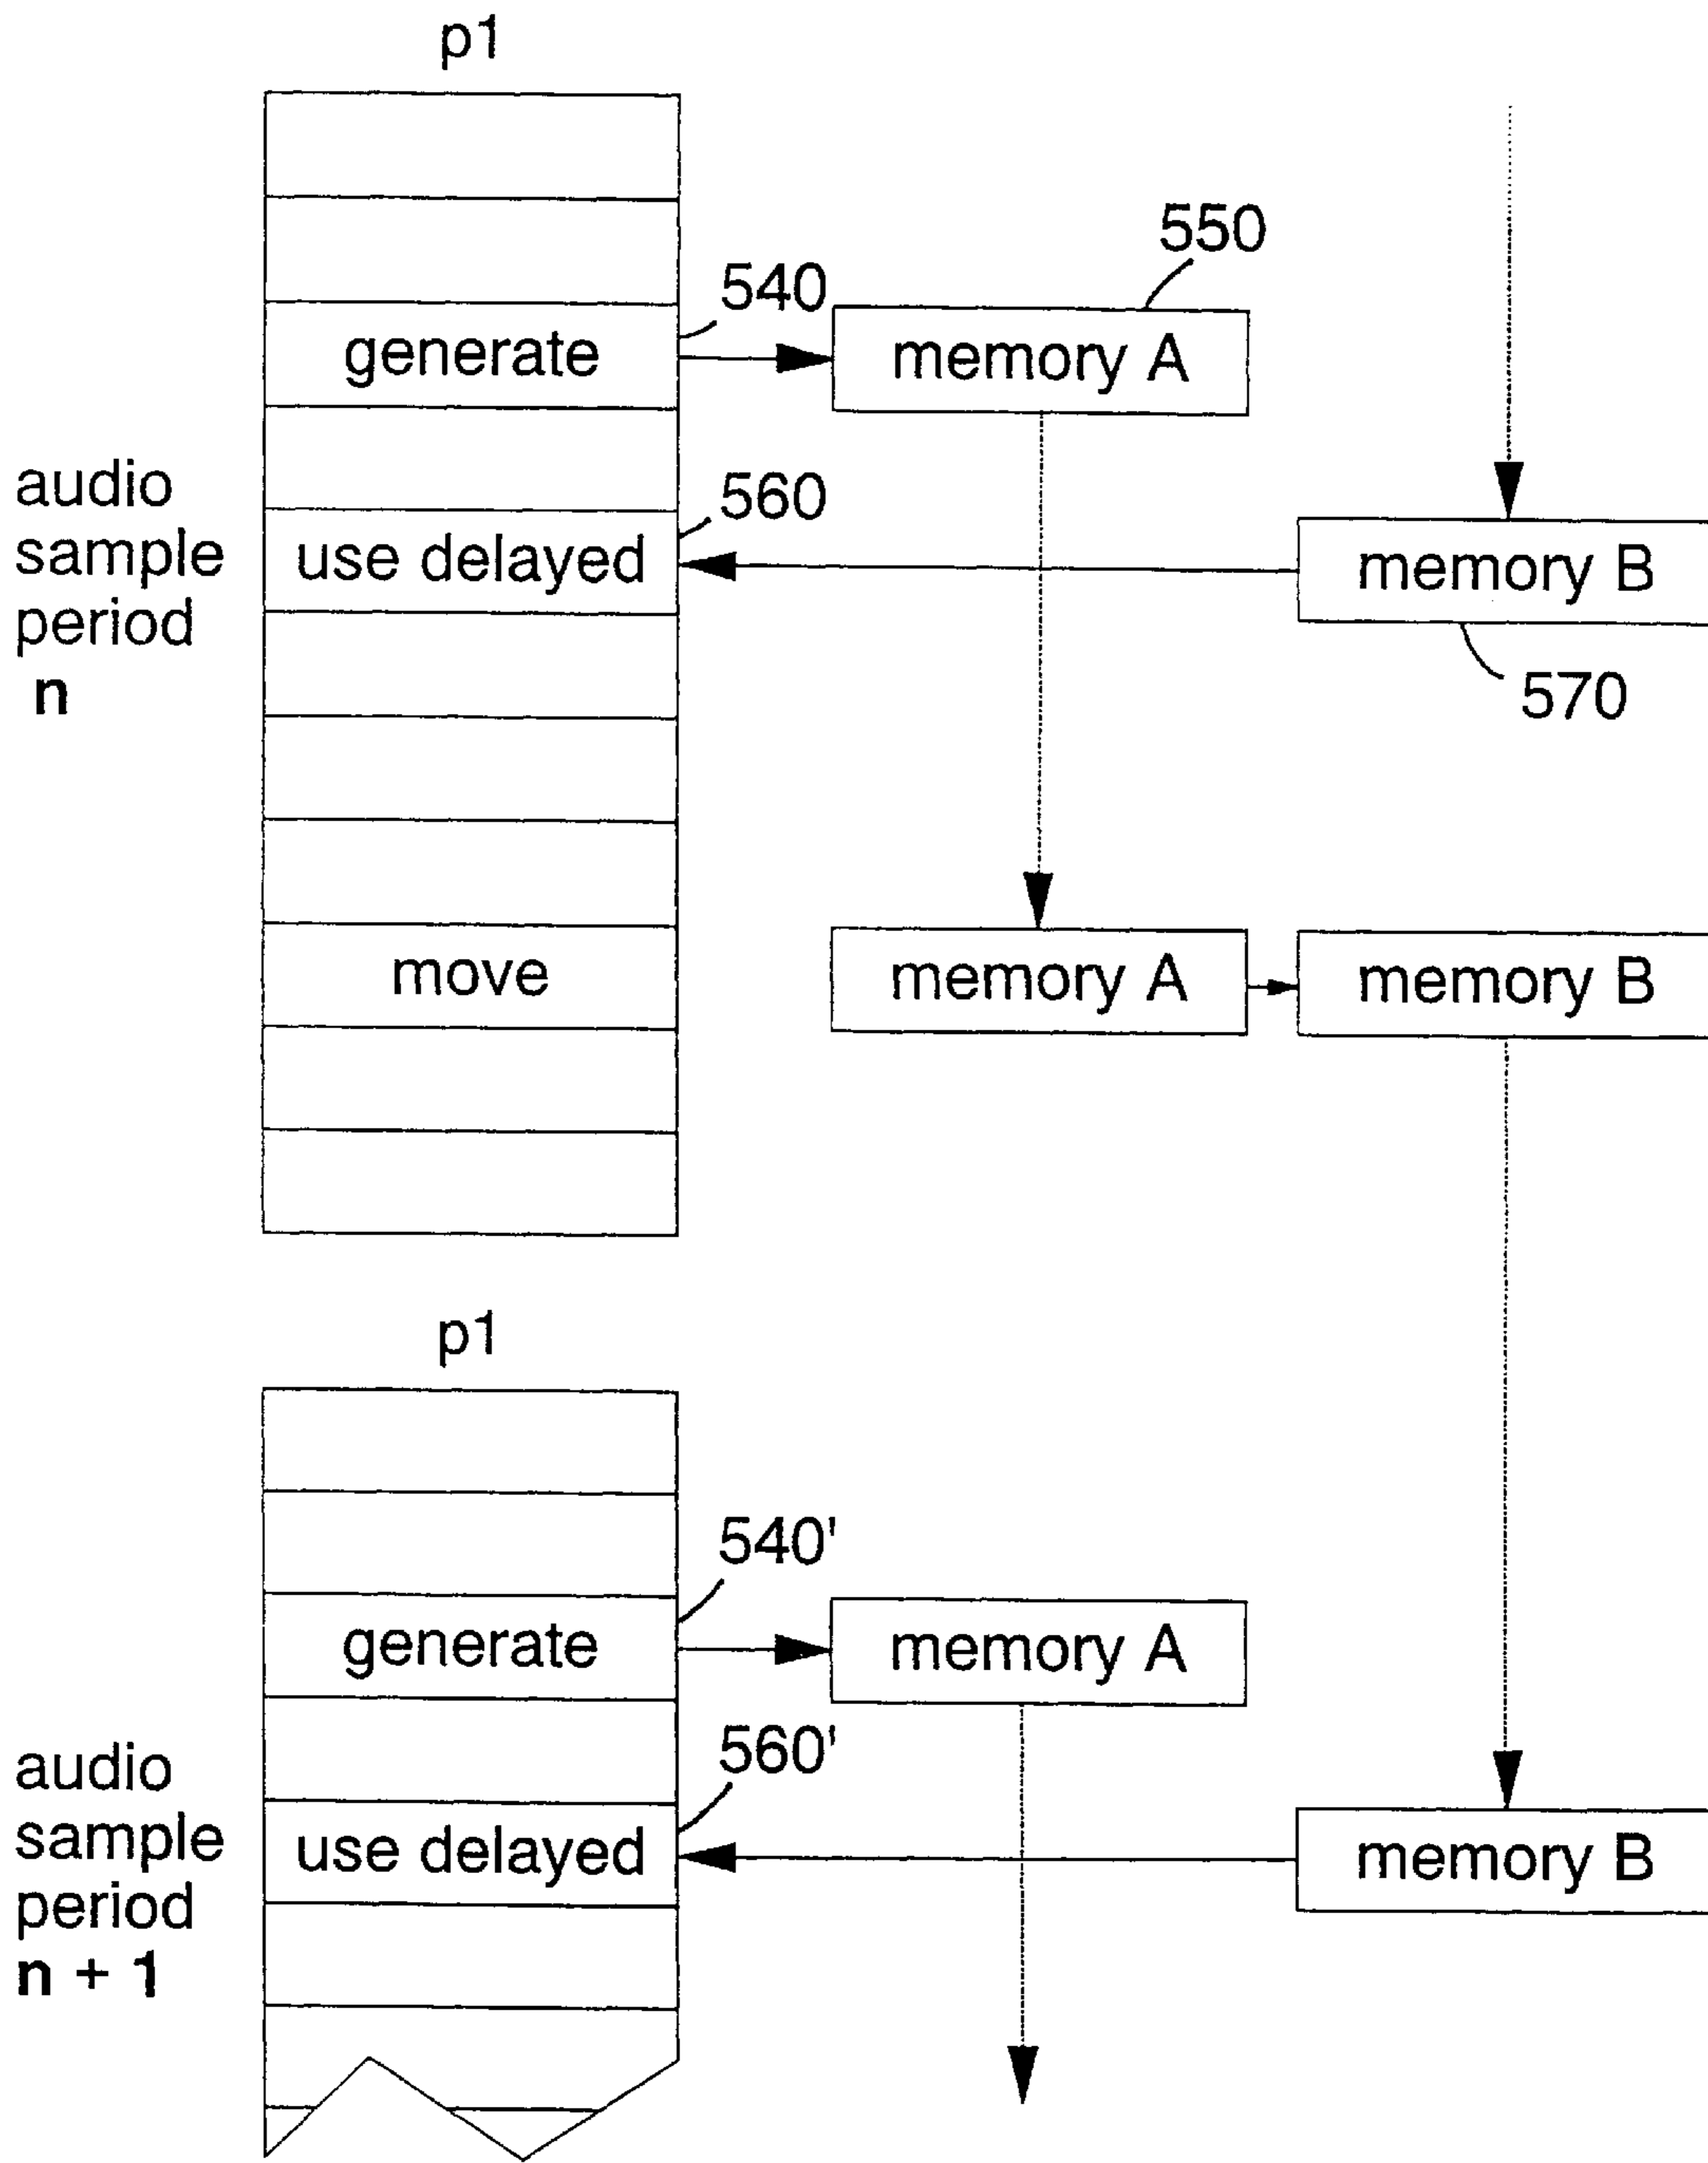 p1
550
540
generate
memory A
audio
sample
period
n
560
use delayed
memory B
570
move
memory A
memory B
p1
540'
generate
memory A
audio
sample
period
n + 1
560'
use delayed
memory B